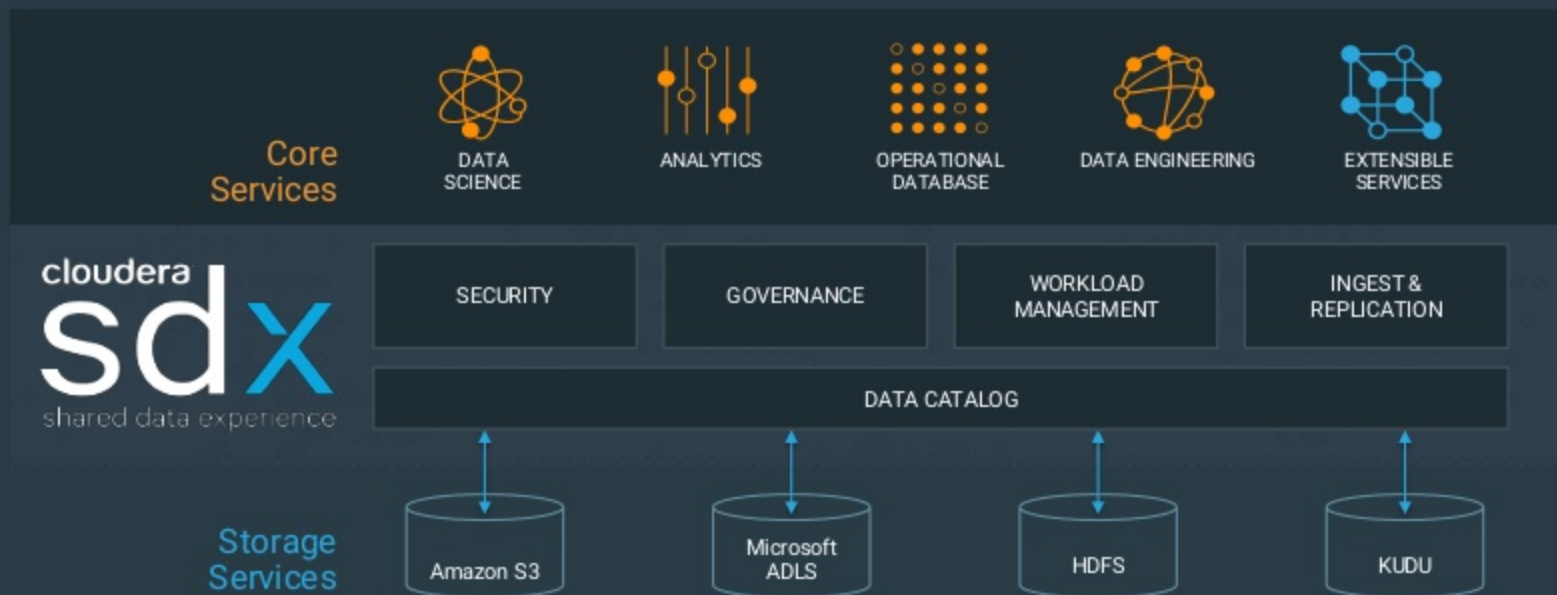 Core
Services
DATA
SCIENCE
ANALYTICS
OPERATIONAL
DATABASE
DATA ENGINEERING
EXTENSIBLE
SERVICES
cloudera
sdx
shared data experience
SECURITY
GOVERNANCE
WORKLOAD
MANAGEMENT
INGEST &
REPLICATION
DATA CATALOG
Storage
Services
Amazon S3
Microsoft
ADLS
HDFS
KUDU